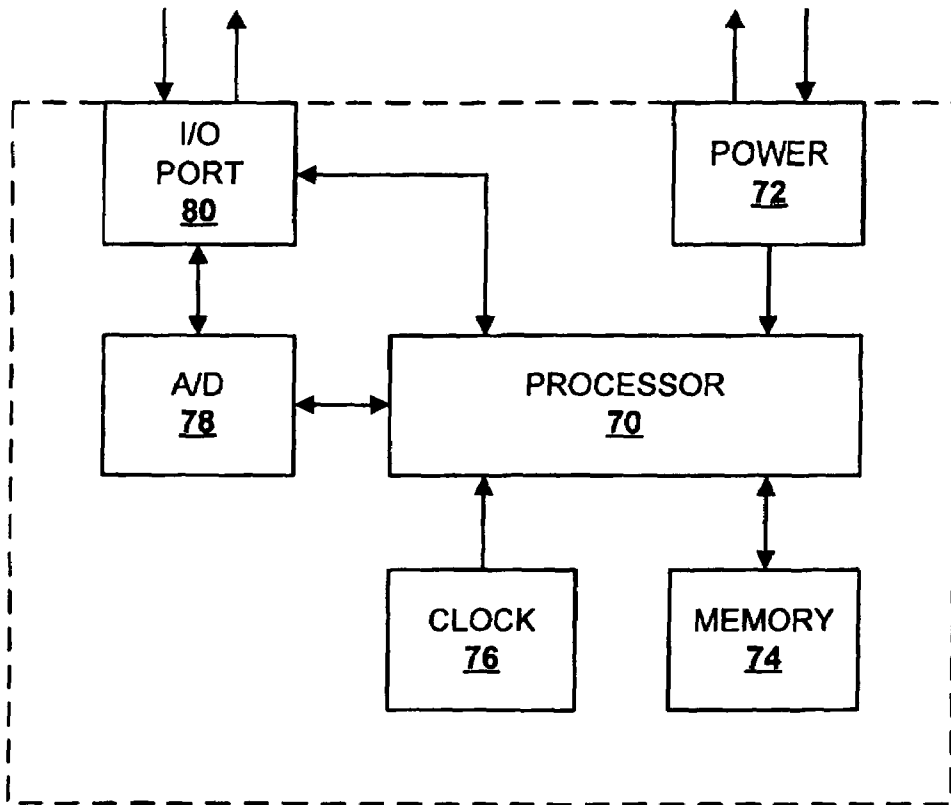 I/O
PORT
80
POWER
72
A/D
78
PROCESSOR
70
CLOCK
76
MEMORY
74